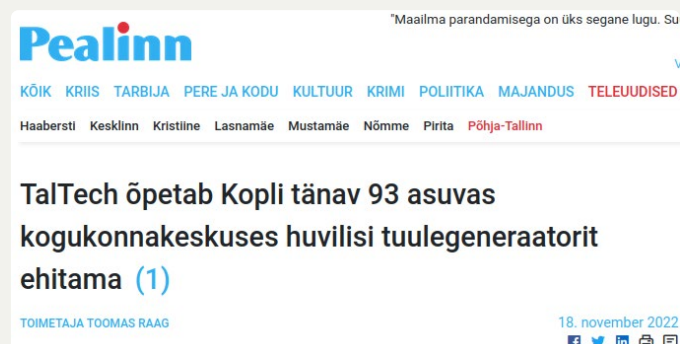 "Maailma parandamisega on üks segane lugu.
Pealinn
KÕIK KRIIS TARBIJA PERE JA KODU KULTUUR KRIMI POLIITIKA MAJANDUS TELEUUDISED
Haabersti Kesklinn Kristiine Lasnamäe Mustamäe Nõmme Pirita Põhja-Tallinn
TalTech õpetab Kopli tänav 93 asuvas
kogukonnakeskuses huvilisi tuulegeneraatorit
ehitama (1)
TOIMETAJA TOOMAS RAAG
18. november 2022